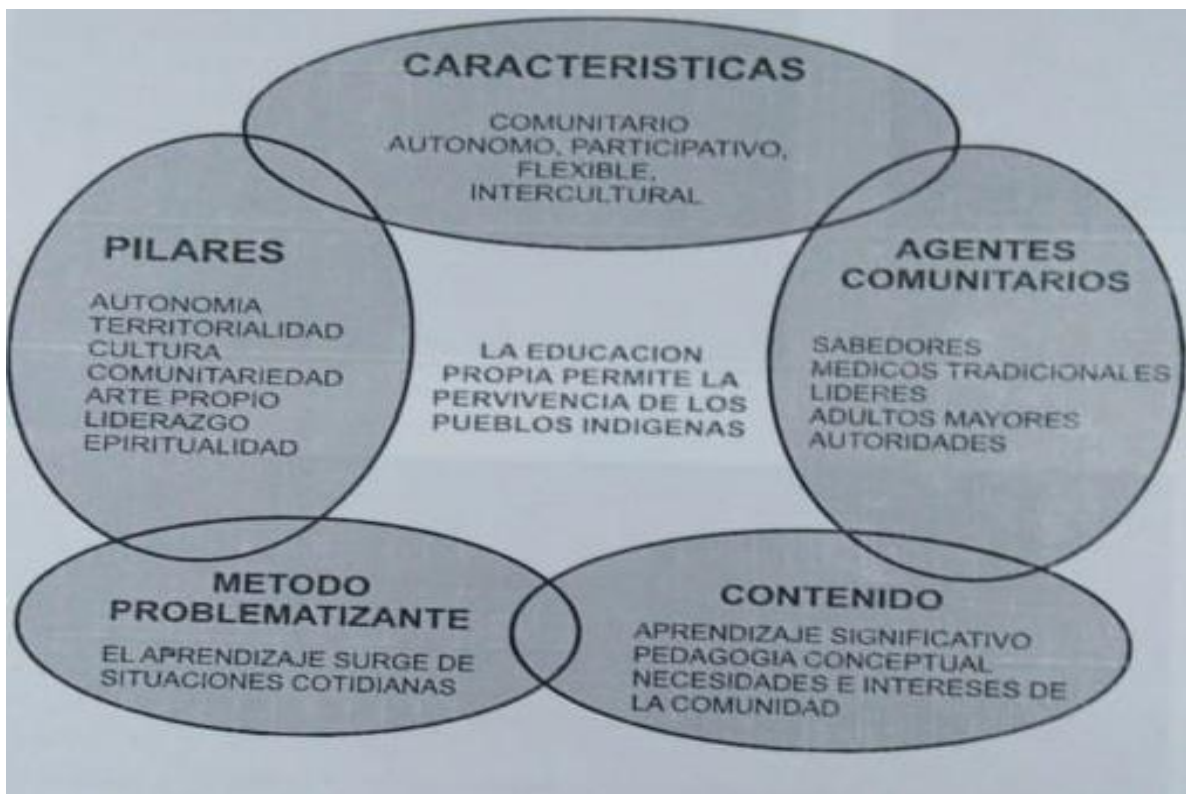 CARACTERISTICAS
COMUNITARIO
AUTONOMO, PARTICIPATIVO,
FLEXIBLE,
INTERCULTURAL
PILARES
AUTONOMIA
TERRITORIALIDAD
CULTURA
COMUNITARIEDAD
ARTE PROPIO
LIDERAZGO
EPIRITUALIDAD
LA EDUCACION
PROPIA PERMITE LA
PERVIVENCIA DE LOS
PUEBLOS INDIGENAS
AGENTES
COMUNITARIOS
SABEDORES
MEDICOS TRADICIONALES
LIDERES
ADULTOS MAYORES
AUTORIDADES
METODO
PROBLEMATIZANTE
EL APRENDIZAJE SURGE DE
SITUACIONES COTIDIANAS
CONTENIDO
APRENDIZAJE SIGNIFICATIVO
PEDAGOGIA CONCEPTUAL
NECESIDADES E INTERESES DE
LA COMUNIDAD